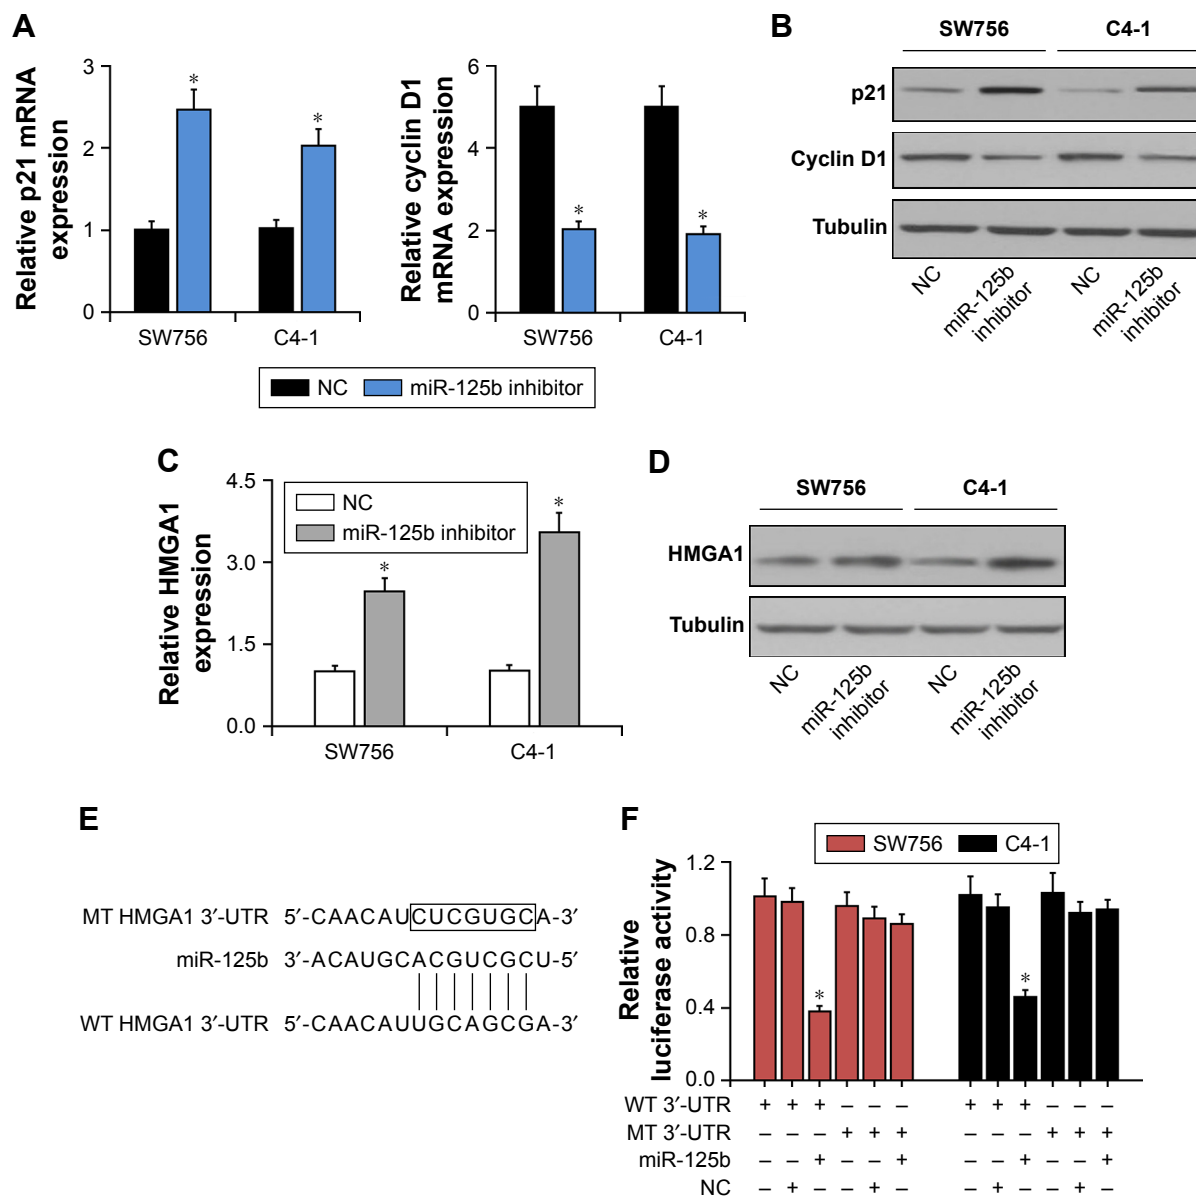 A
Relative p21 mRNA
expression
3
2
1
0
SW756
C4-1
Relative cyclin D1
mRNA expression
6
4
2
0
SW756
C4-1
*
*
*
*
NC
miR-125b inhibitor
B
SW756
C4-1
p21
Cyclin D1
Tubulin
NC
miR-125b
inhibitor
NC
miR-125b
inhibitor
C
Relative HMGA1
expression
4.5
3.0
1.5
0.0
NC
miR-125b inhibitor
*
*
SW756
C4-1
D
SW756
C4-1
HMGA1
Tubulin
NC
miR-125b
inhibitor
NC
miR-125b
inhibitor
E
MT HMGA1 3′-UTR 5′-CAACAUCUCGUGCA-3′
miR-125b 3′-ACAUGCACGUCGCU-5′
WT HMGA1 3′-UTR 5′-CAACAUUGCAGCGA-3′
F
SW756
C4-1
Relative
luciferase activity
1.2
0.8
0.4
0.0
*
*
WT 3′-UTR + + + – – – + + + – – –
MT 3′-UTR – – – + + + – – – + + +
miR-125b – – + – – + – – + – – +
NC – + – – + – – + – – + –